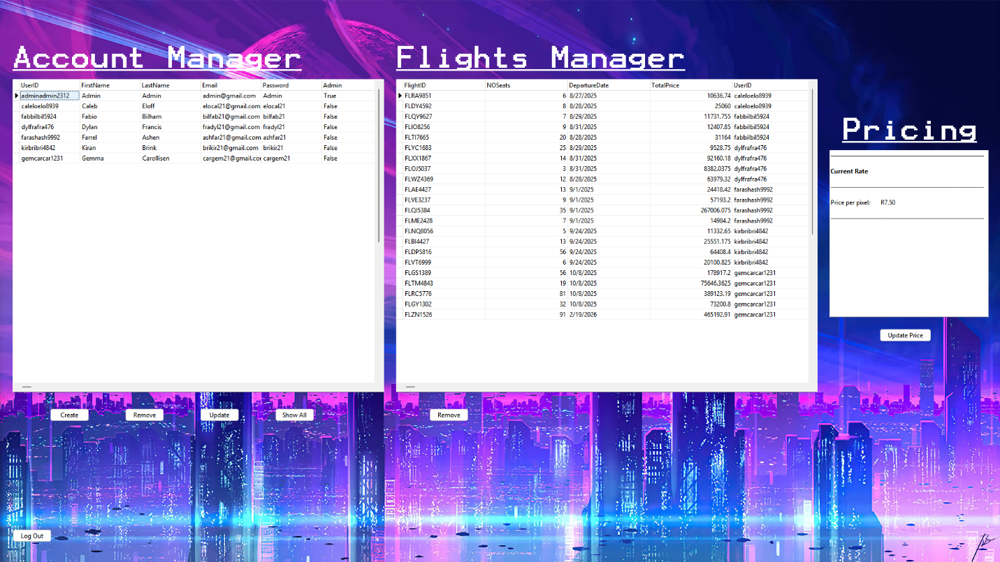 Account Manager
UserID FirstName LastName Email Password Admin
adminadmin2312 Admin Admin admin@gmail.com Admin True
caleloelo8939 Caleb Eloff elocal21@gmail.com elocal21 False
fabbilbil5924 Fabio Bilham bilfab21@gmail.com bilfab21 False
dylfrafra476 Dylan Francis fradyl21@gmail.com fradyl21 False
farashash9992 Farrel Ashen ashfar21@gmail.com ashfar21 False
kirbribri4842 Kiran Brink brikir21@gmail.com brikir21 False
gemcarcar1231 Gemma Carollisen cargem21@gmail.cor cargem21 False
Flights Manager
FlightID NOSeats DepartureDate TotalPrice UserID
FLRA9851 6 8/27/2025 10636.74 caleloelo8939
FLDY4592 8 8/28/2025 25060 caleloelo8939
FLQY9627 7 8/29/2025 11731.755 fabbilbil5924
FLIO8256 9 8/31/2025 12407.85 fabbilbil5924
FLTI7665 20 8/28/2025 31164 fabbilbil5924
FLYC1683 25 8/29/2025 9528.75 dylfrafra476
FLXX1867 14 8/31/2025 92160.18 dylfrafra476
FLOJ5037 3 8/31/2025 8382.0375 dylfrafra476
FLWZ4369 12 8/28/2025 63979.32 dylfrafra476
FLAE4427 13 9/1/2025 24418.42 farashash9992
FLVE3237 9 9/1/2025 57193.2 farashash9992
FLQI5384 35 9/1/2025 267006.075 farashash9992
FLME2428 7 9/1/2025 14984.2 farashash9992
FLNQ8056 5 9/24/2025 11332.65 kirbribri4842
FLBI4427 13 9/24/2025 25551.175 kirbribri4842
FLDP5816 56 9/24/2025 64408.4 kirbribri4842
FLVT6999 6 9/24/2025 20100.825 kirbribri4842
FLGS1389 56 10/8/2025 178917.2 gemcarcar1231
FLTM4843 19 10/8/2025 75646.3625 gemcarcar1231
FLRC5776 81 10/8/2025 389123.19 gemcarcar1231
FLGY1302 32 10/8/2025 73200.8 gemcarcar1231
FLZN1526 91 2/19/2026 465192.91 gemcarcar1231
Pricing
Current Rate
Price per pixel: R7.50
Update Price
Create Remove Update Show All
Remove
Log Out